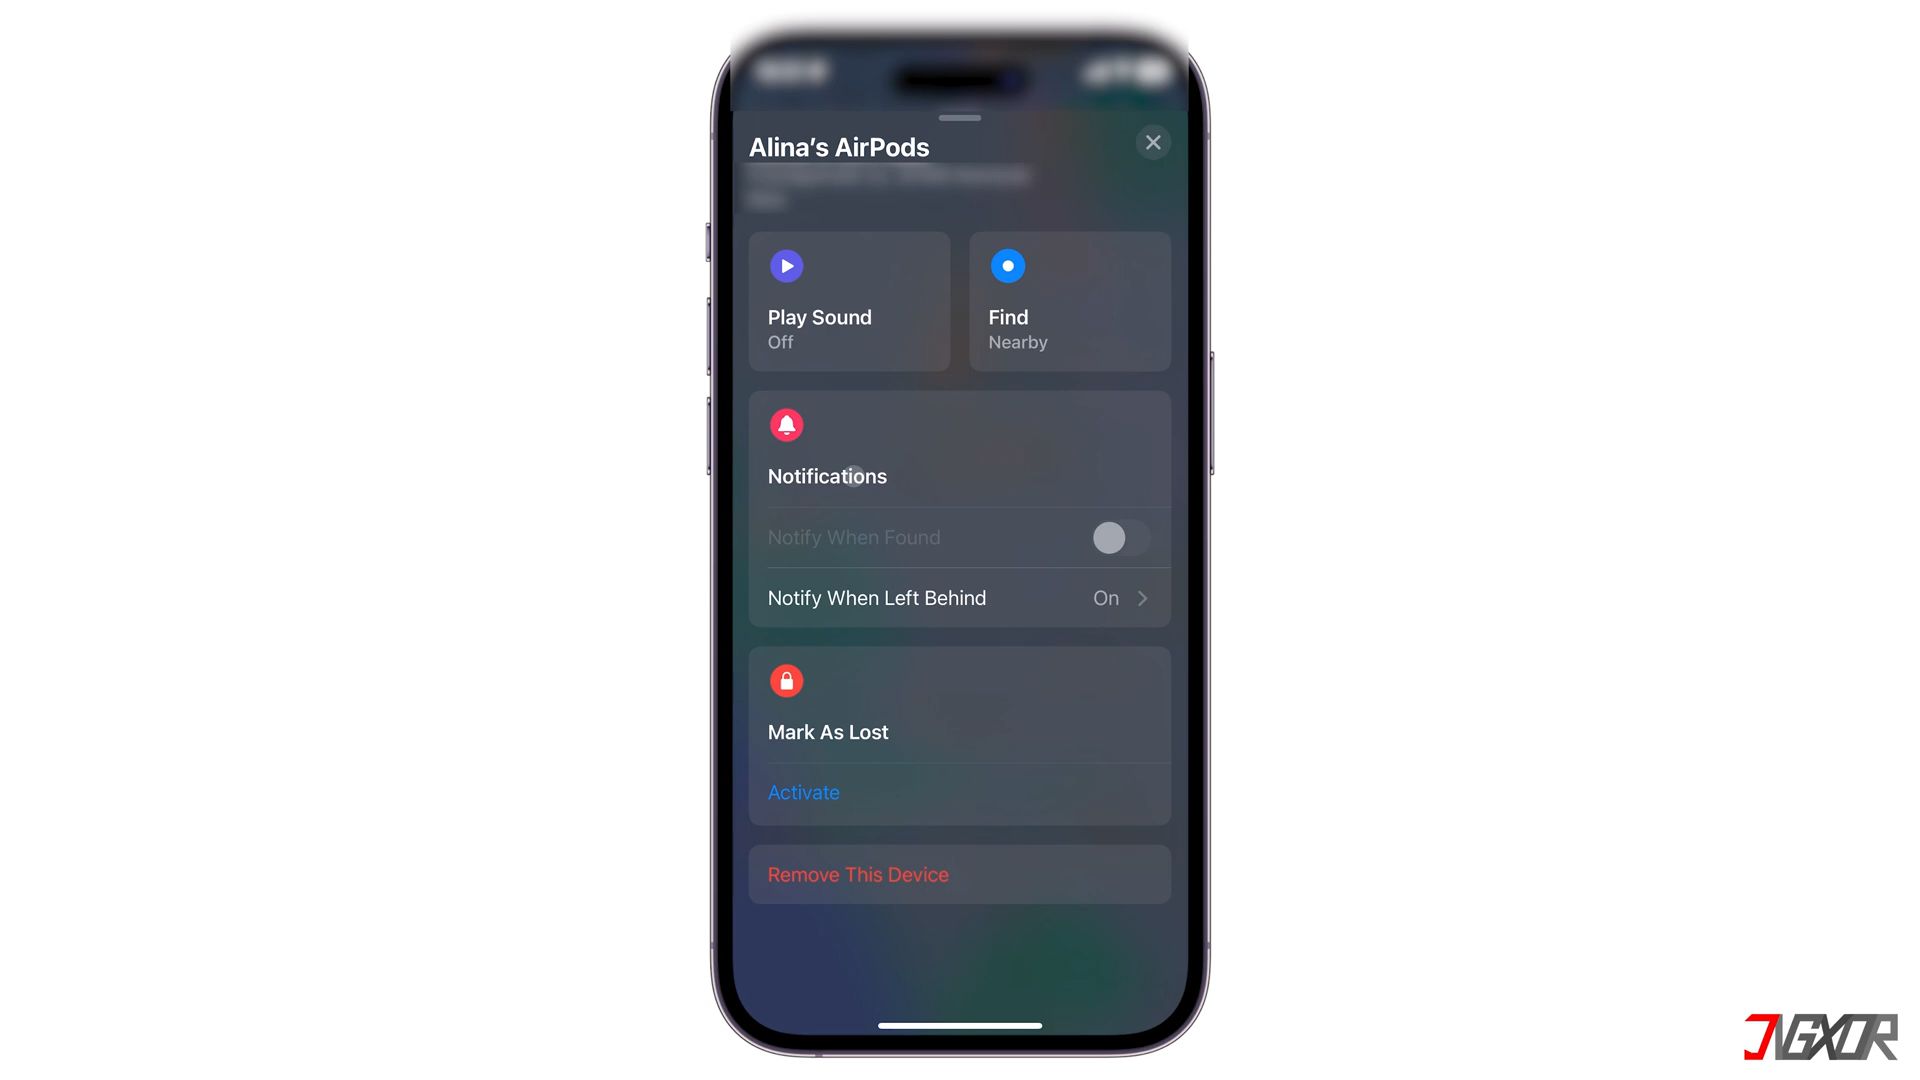 Alina's AirPods
Play Sound
Off
Find
Nearby
Notifications
Notify When Found
Notify When Left Behind
On
Mark As Lost
Activate
Remove This Device
JIGXOR